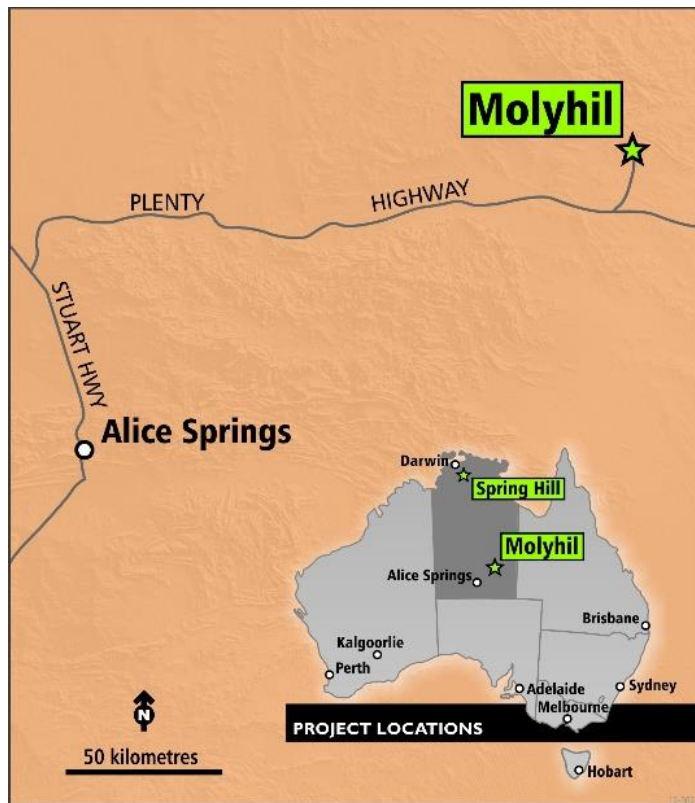 Molyhil
PLENTY
HIGHWAY
STUART HWY
Alice Springs
Darwin
Spring Hill
Molyhil
Alice Springs
Brisbane
Kalgoorlie
Perth
Adelaide
Sydney
Melbourne
PROJECT LOCATIONS
Hobart
N
50 kilometres